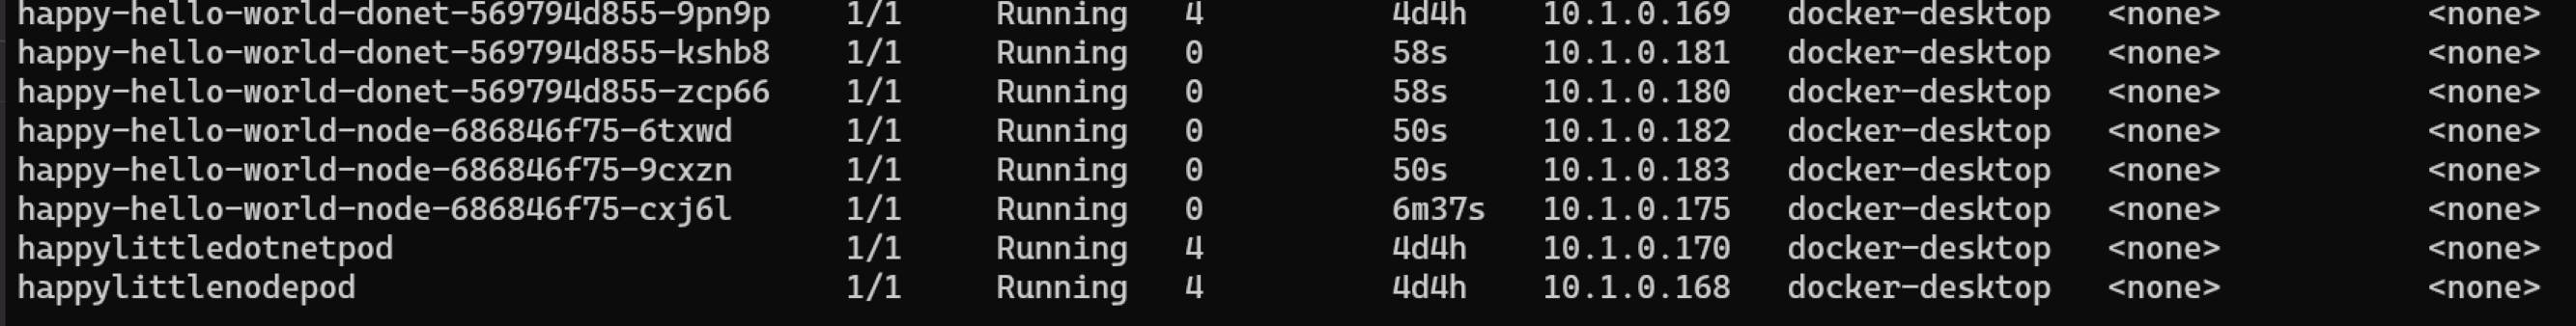 happy-hello-world-donet-569794d855-9pn9p 1/1 Running 4 4d4h 10.1.0.169 docker-desktop <none> <none>
happy-hello-world-donet-569794d855-kshb8 1/1 Running 0 58s 10.1.0.181 docker-desktop <none> <none>
happy-hello-world-donet-569794d855-zcp66 1/1 Running 0 58s 10.1.0.180 docker-desktop <none> <none>
happy-hello-world-node-686846f75-6txwd 1/1 Running 0 50s 10.1.0.182 docker-desktop <none> <none>
happy-hello-world-node-686846f75-9cxzn 1/1 Running 0 50s 10.1.0.183 docker-desktop <none> <none>
happy-hello-world-node-686846f75-cxj6l 1/1 Running 0 6m37s 10.1.0.175 docker-desktop <none> <none>
happylittledotnetpod 1/1 Running 4 4d4h 10.1.0.170 docker-desktop <none> <none>
happylittlenodepod 1/1 Running 4 4d4h 10.1.0.168 docker-desktop <none> <none>